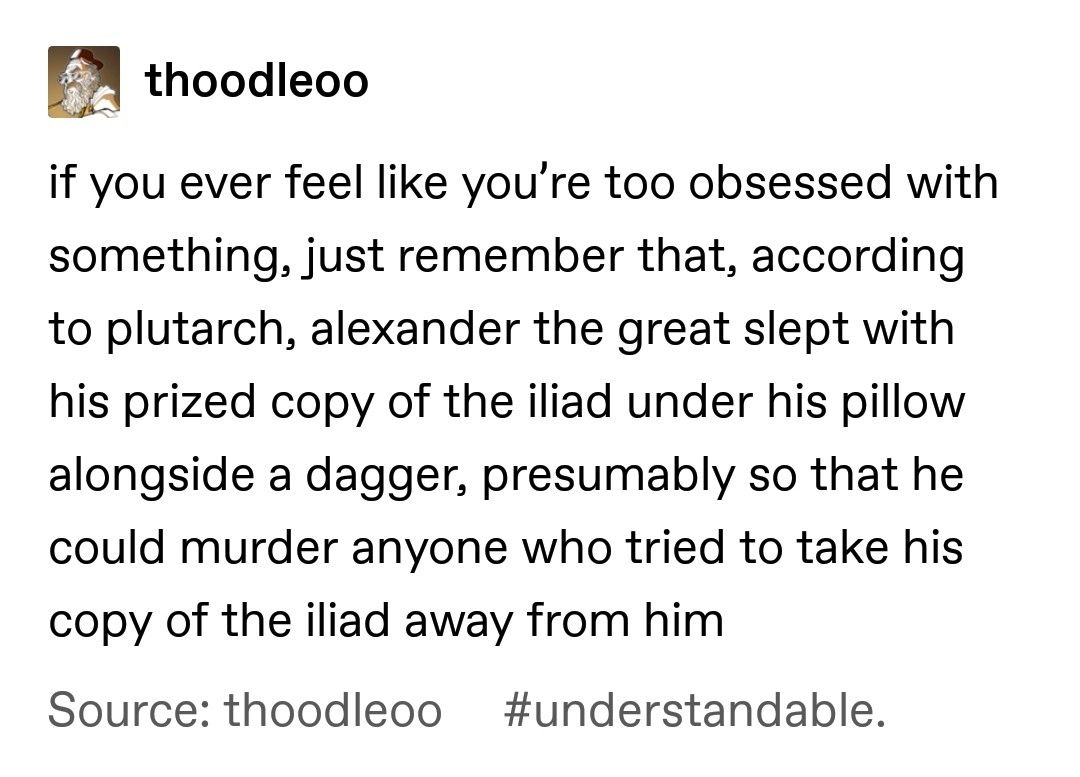 thoodleoo
if you ever feel like you’re too obsessed with
something, just remember that, according
to plutarch, alexander the great slept with
his prized copy of the iliad under his pillow
alongside a dagger, presumably so that he
could murder anyone who tried to take his
copy of the iliad away from him
Source: thoodleoo #understandable.